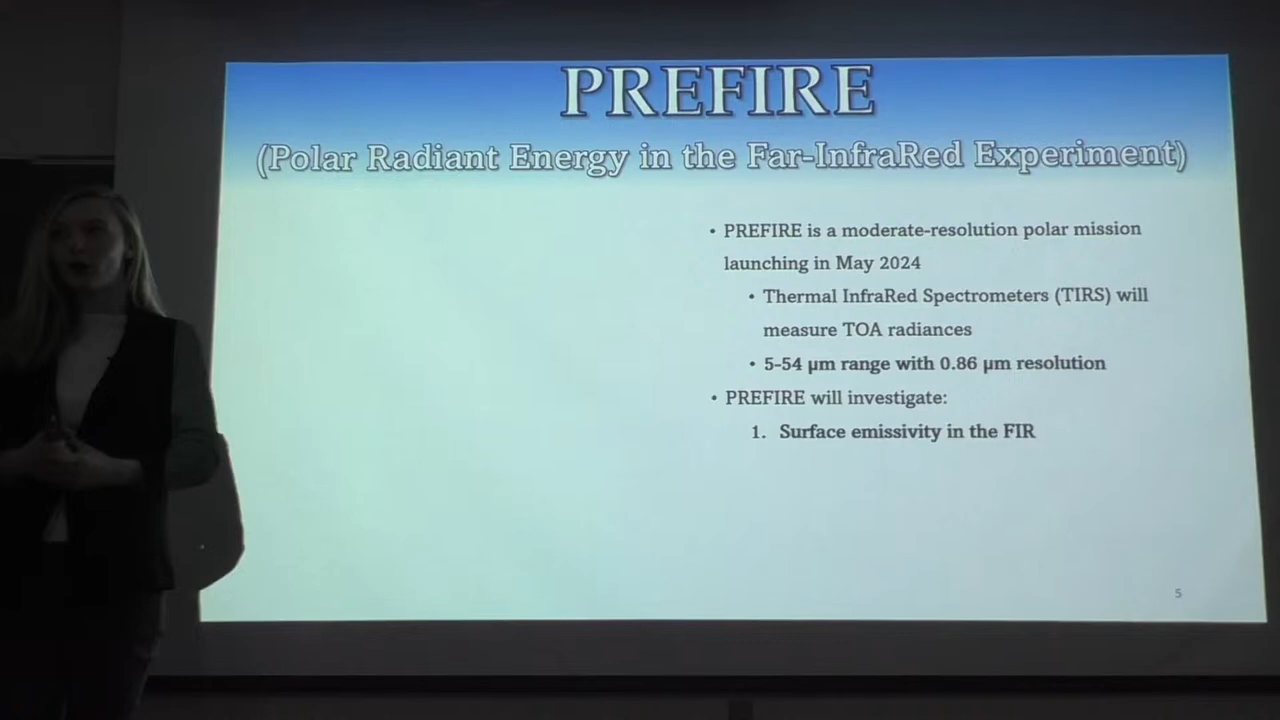 PREFIRE
(Polar Radiant Energy in the Far-InfraRed Experiment)
• PREFIRE is a moderate-resolution polar mission
launching in May 2024
• Thermal InfraRed Spectrometers (TIRS) will
measure TOA radiances
• 5-54 µm range with 0.86 µm resolution
• PREFIRE will investigate:
1. Surface emissivity in the FIR
5